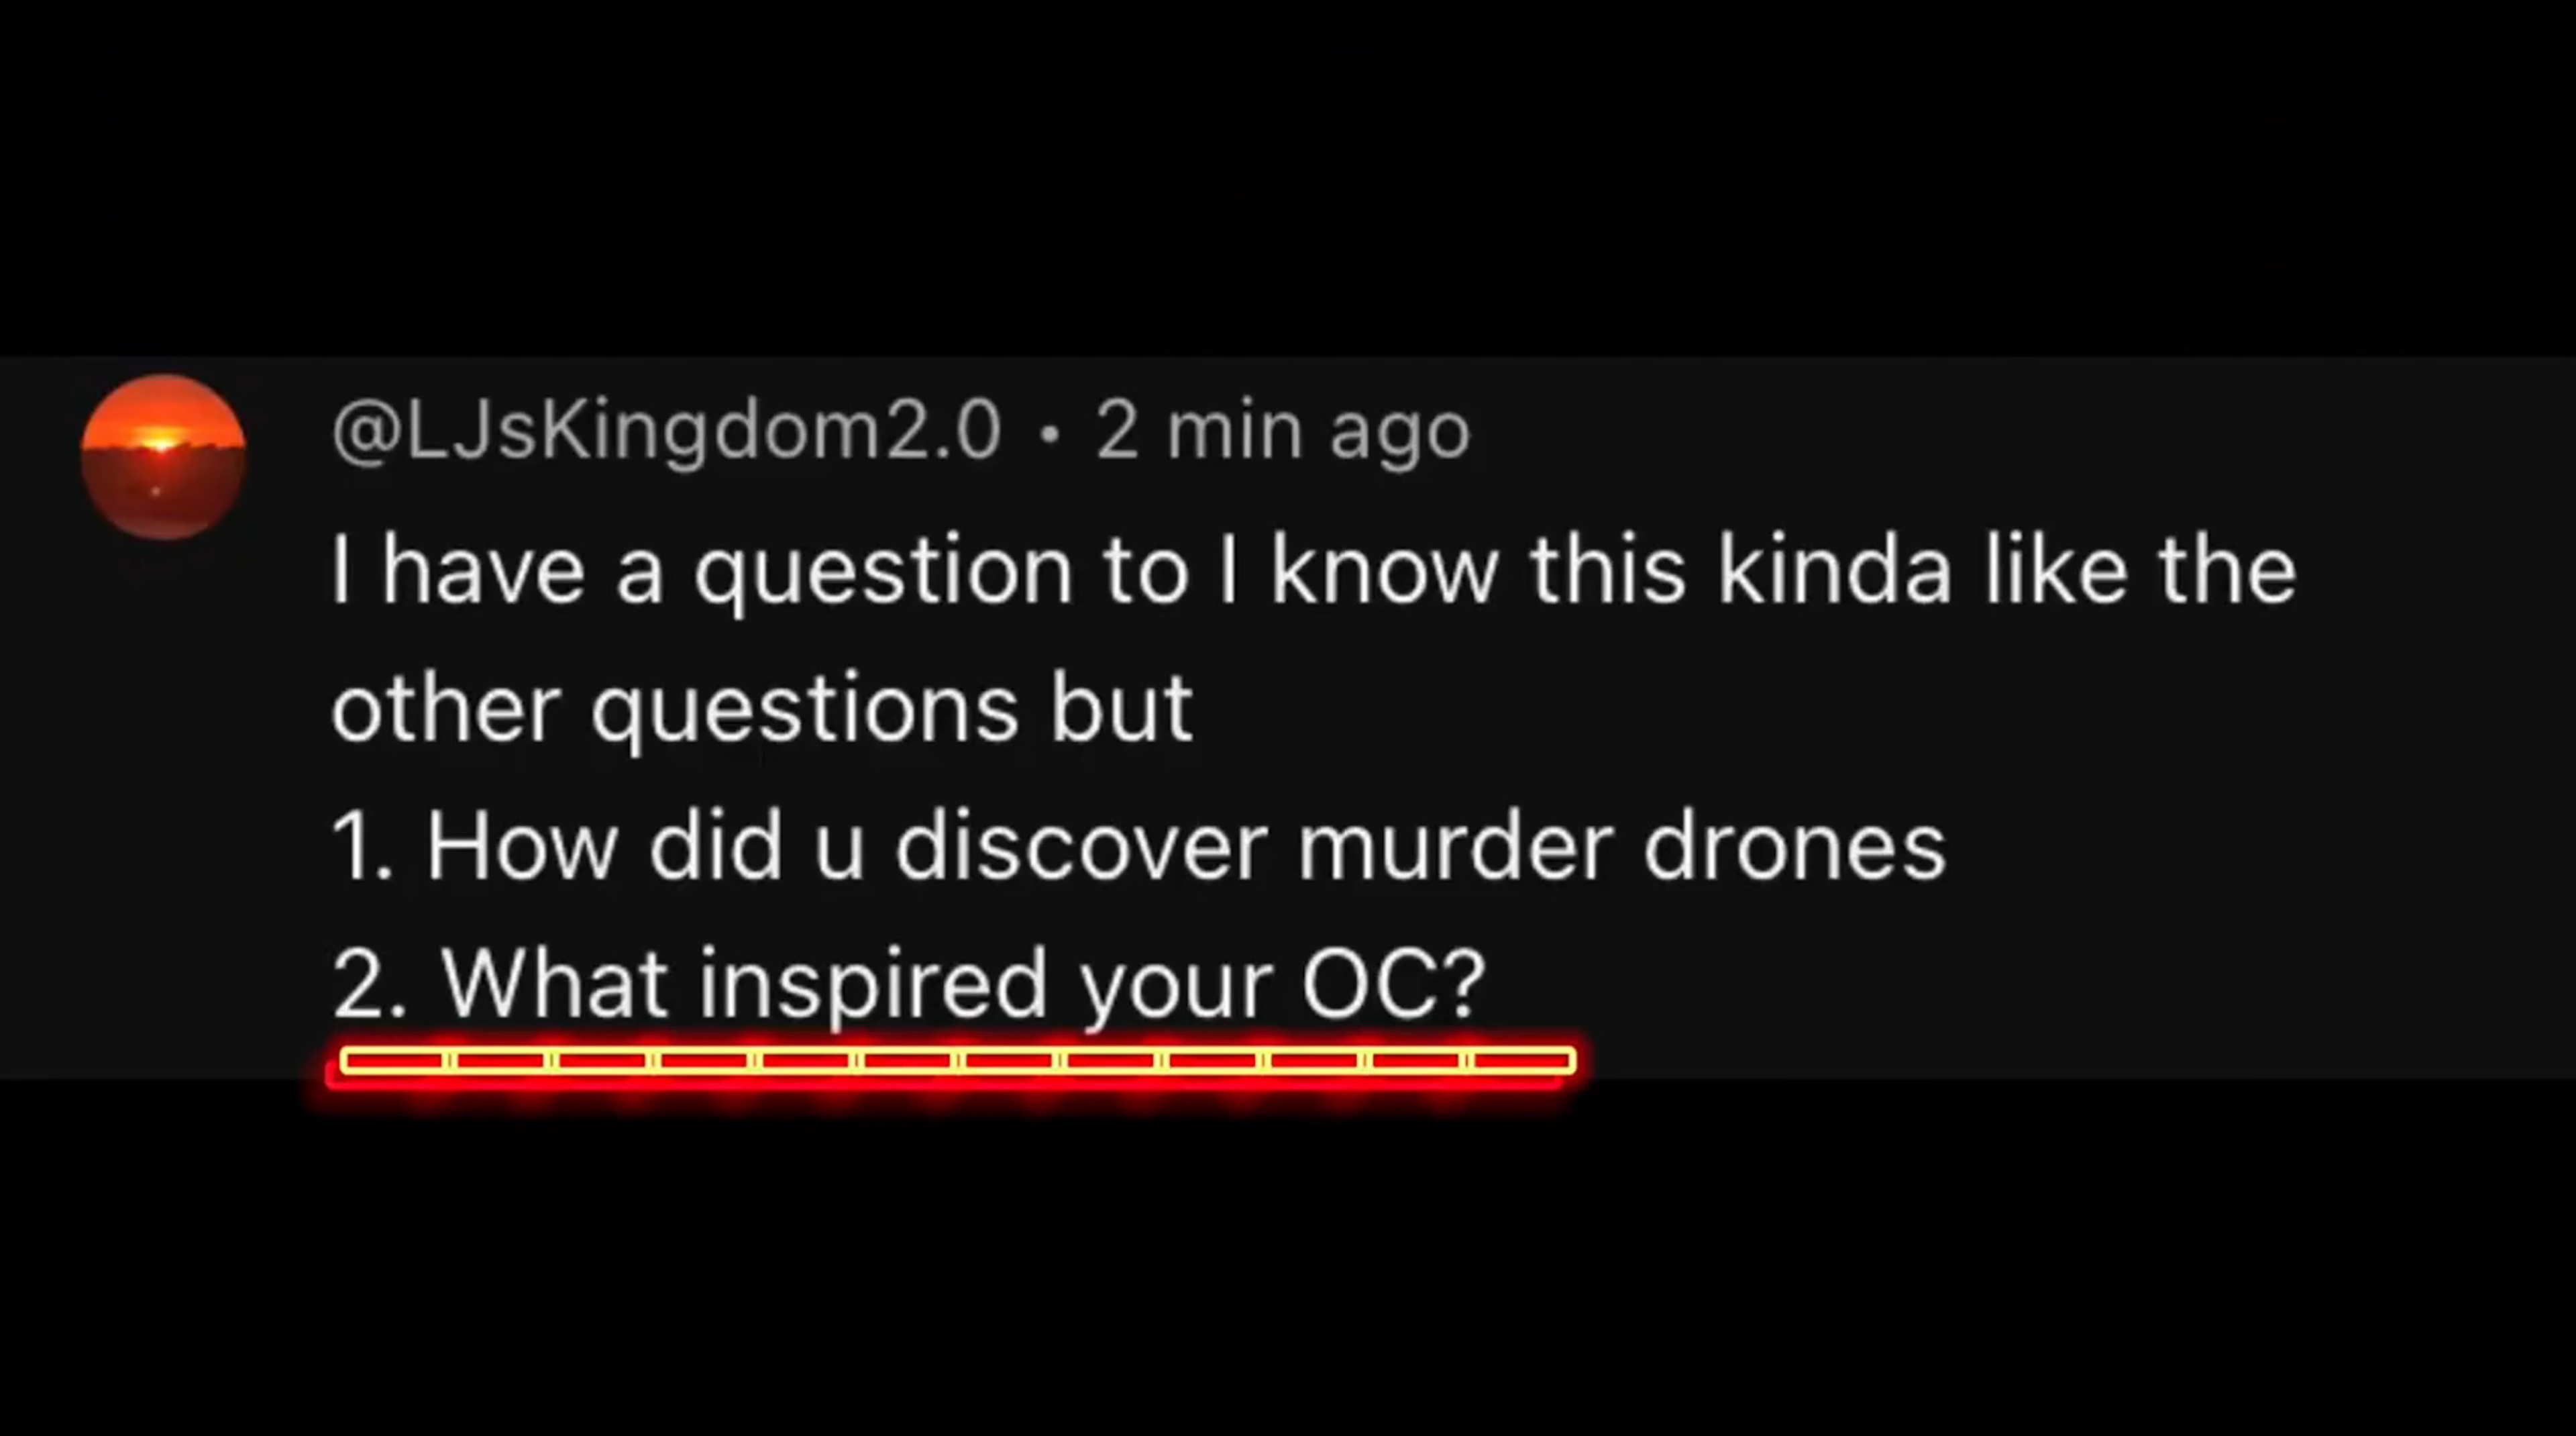 @LJsKingdom2.0 • 2 min ago
I have a question to I know this kinda like the
other questions but
1. How did u discover murder drones
2. What inspired your OC?